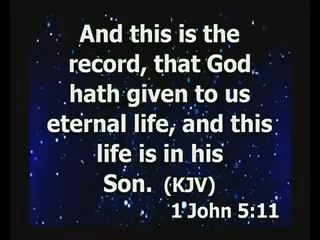 And this is the
record, that God
hath given to us
eternal life, and this
life is in his
Son. (KJV)
1 John 5:11